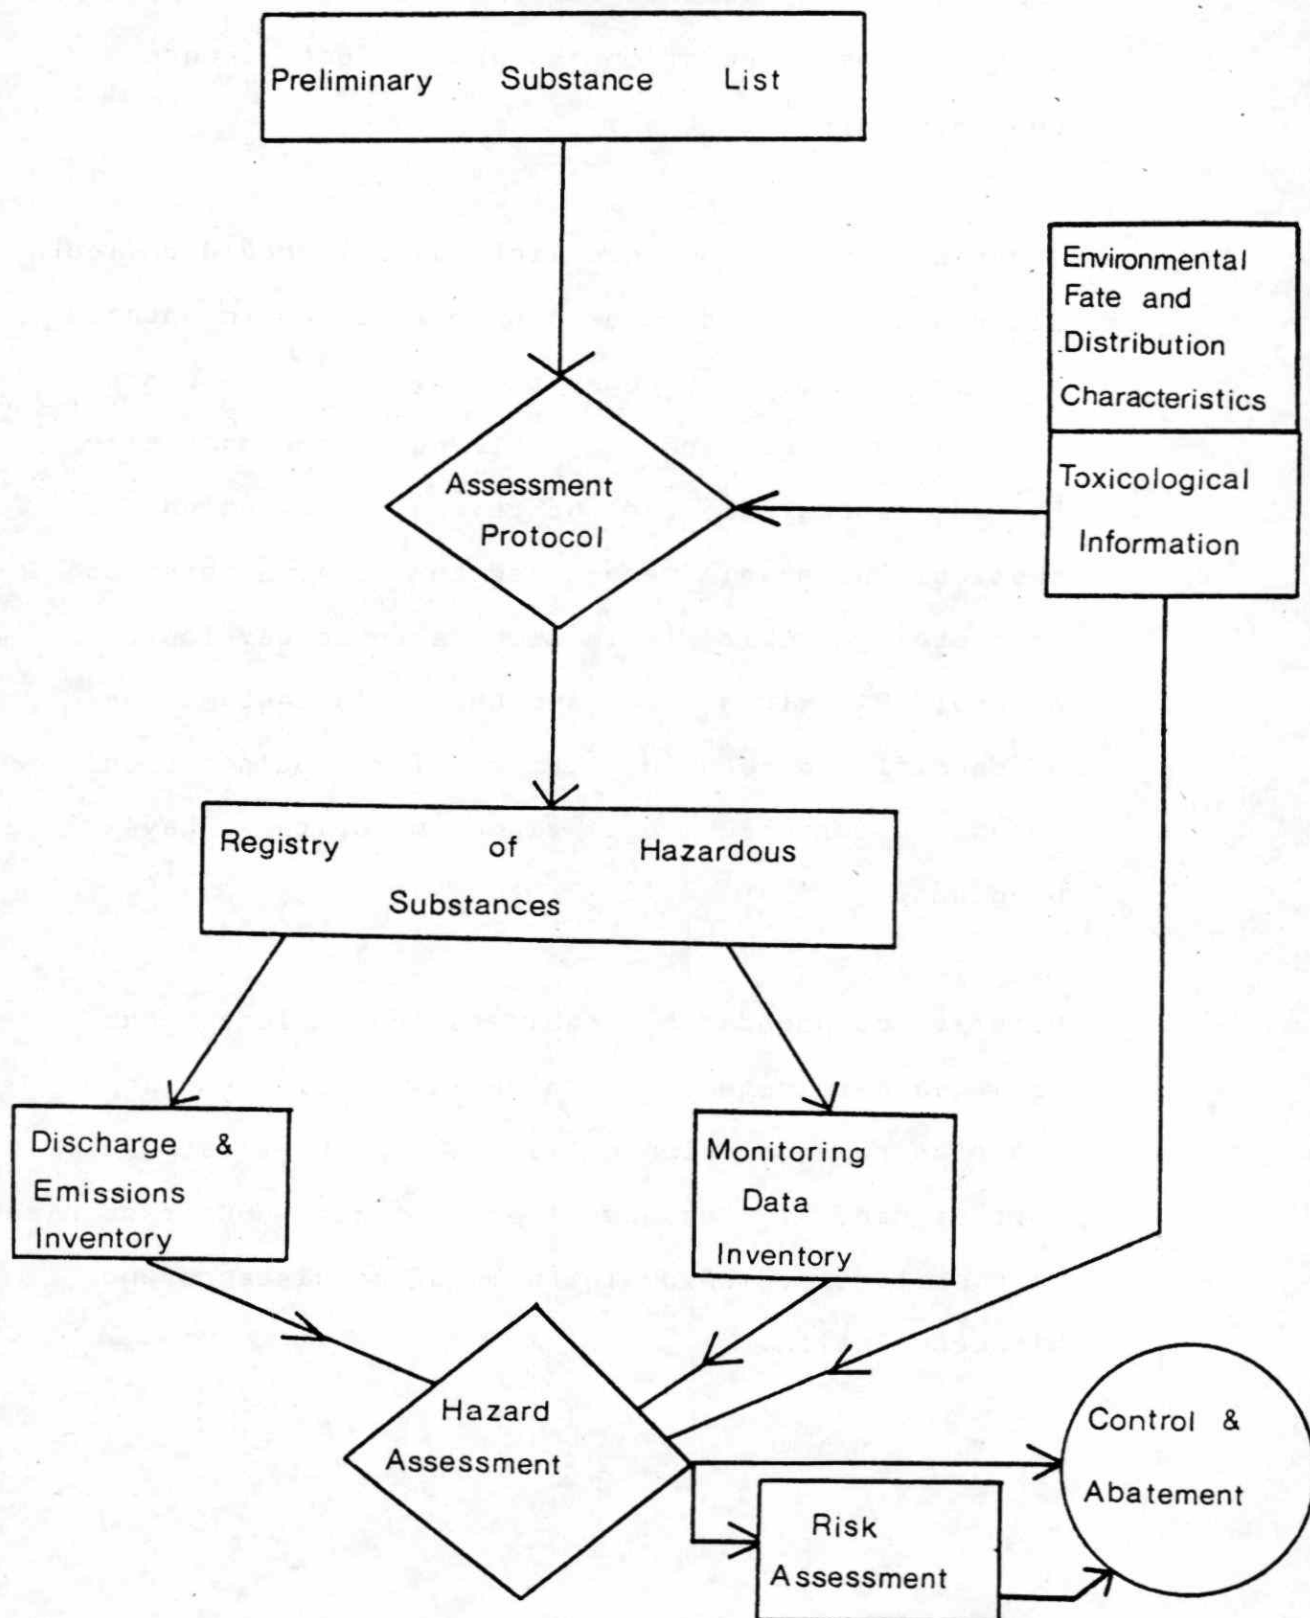 Preliminary Substance List
Environmental
Fate and
Distribution
Characteristics
Toxicological
Information
Assessment
Protocol
Registry of Hazardous
Substances
Discharge &
Emissions
Inventory
Monitoring
Data
Inventory
Hazard
Assessment
Control &
Abatement
Risk
Assessment